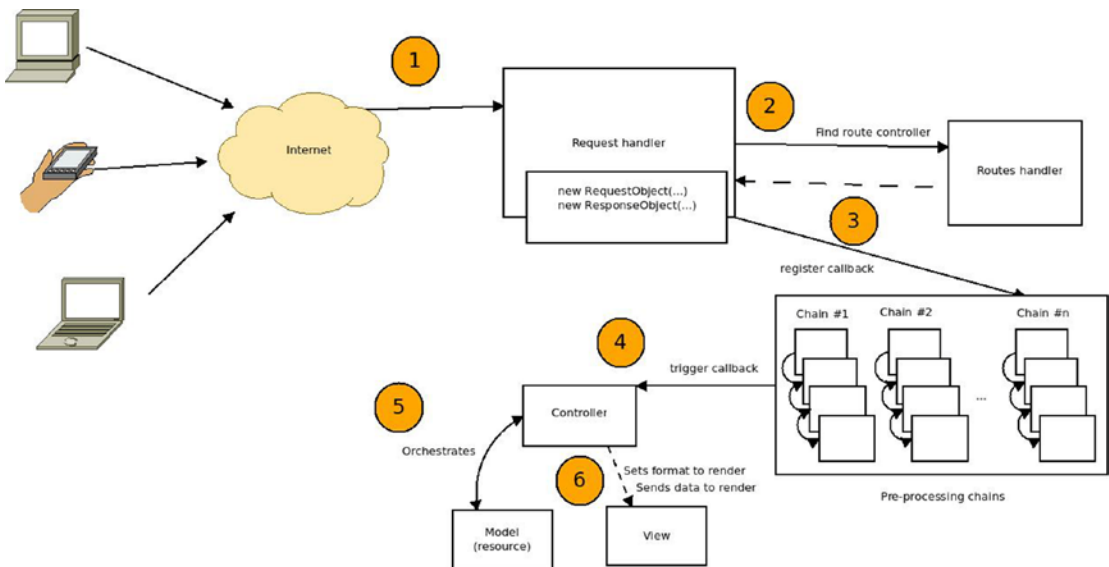 1
Internet
Request handler
new RequestObject(...)
new ResponseObject(...)
2
Find route controller
Routes handler
3
register callback
Chain #1
Chain #2
Chain #n
...
Pre-processing chains
4
trigger callback
Controller
5
Orchestrates
6
Sets format to render
Sends data to render
Model
(resource)
View